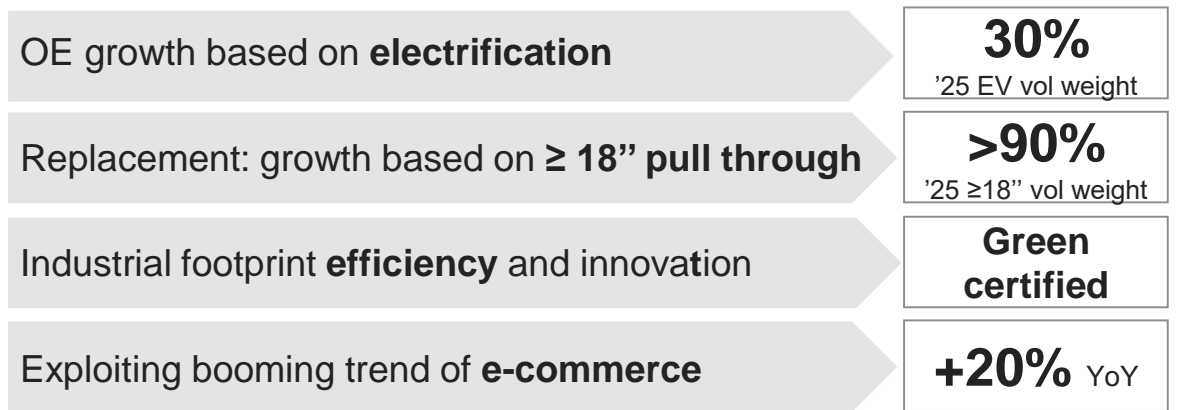 OE growth based on electrification
30%
’25 EV vol weight
Replacement: growth based on ≥ 18’’ pull through
>90%
’25 ≥18’’ vol weight
Industrial footprint efficiency and innovation
Green
certified
Exploiting booming trend of e-commerce
+20% YoY